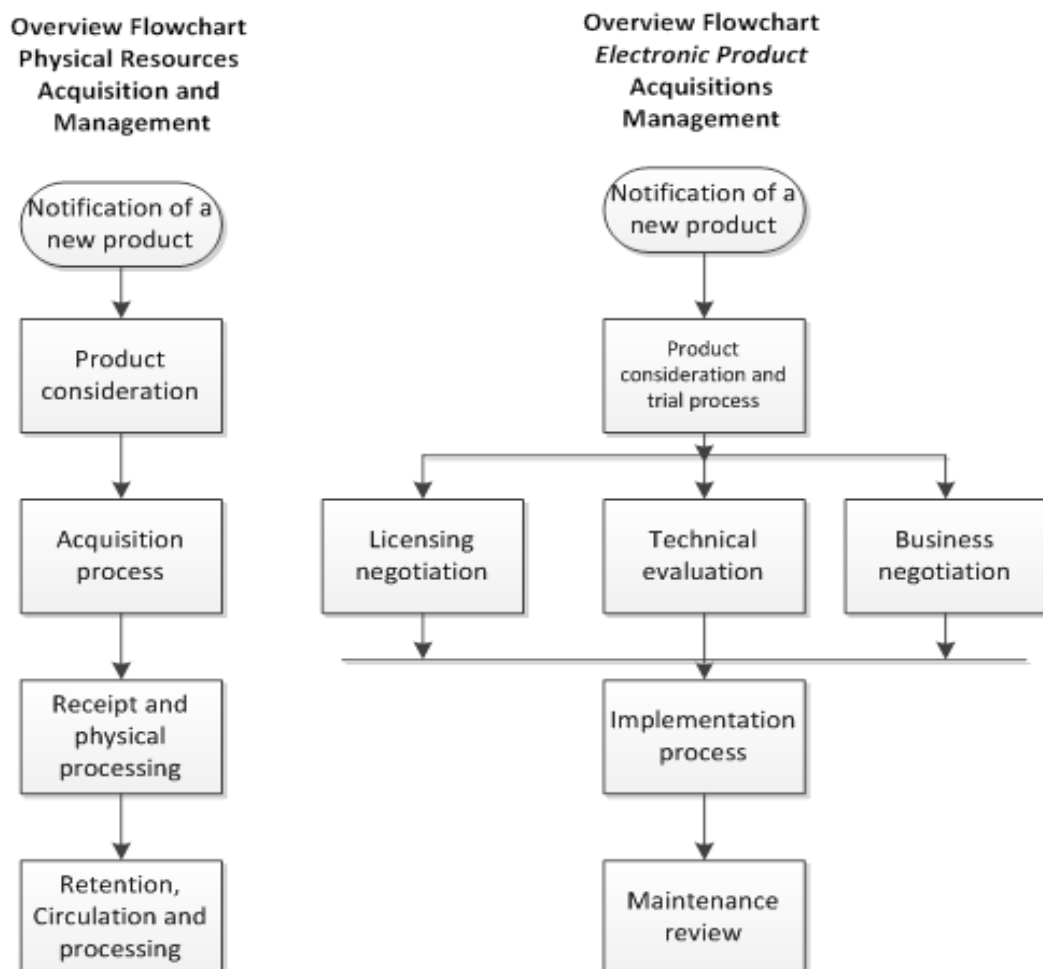 Overview Flowchart
Physical Resources
Acquisition and
Management
Notification of a
new product
Product
consideration
Acquisition
process
Receipt and
physical
processing
Retention,
Circulation and
processing
Overview Flowchart
Electronic Product
Acquisitions
Management
Notification of a
new product
Product
consideration and
trial process
Licensing
negotiation
Technical
evaluation
Business
negotiation
Implementation
process
Maintenance
review